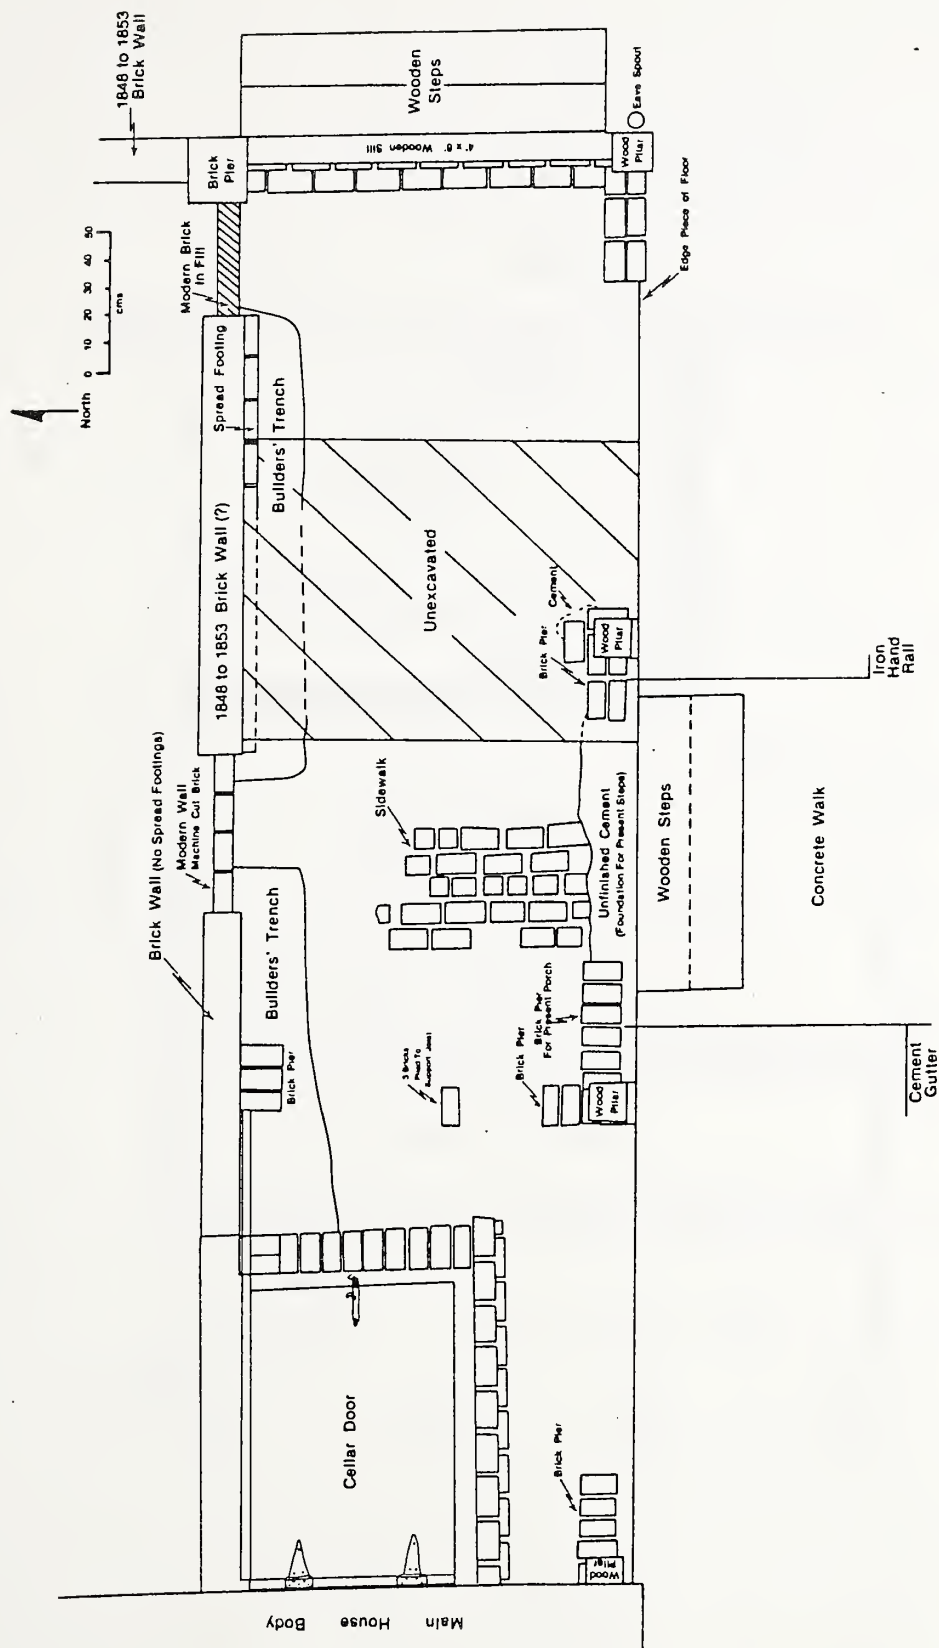 1848 to 1853
Brick Wall
Wooden
Steps
Brick
Pier
4" x 8" Wooden Sill
Wood
Pillar
Eave Spout
Edge Piece of Floor
Modern Brick
In Fill
0 10 20 30 40 50
cms
North
Spread Footing
Builders' Trench
1848 to 1853 Brick Wall (?)
Unexcavated
Cement
Brick Pier
Wood
Pillar
Iron
Hand
Rail
Brick Wall (No Spread Footings)
Modern Wall
Machine Cut Brick
Sidewalk
Unfinished Cement
(Foundation For Present Steps)
Wooden Steps
Concrete Walk
Builders' Trench
Brick Pier
3 Bricks
Piled To
Support Joist
Brick Pier
Brick Pier
For Present Porch
Wood
Pillar
Cement
Gutter
Cellar Door
Brick Pier
Wood
Pillar
Main House Body